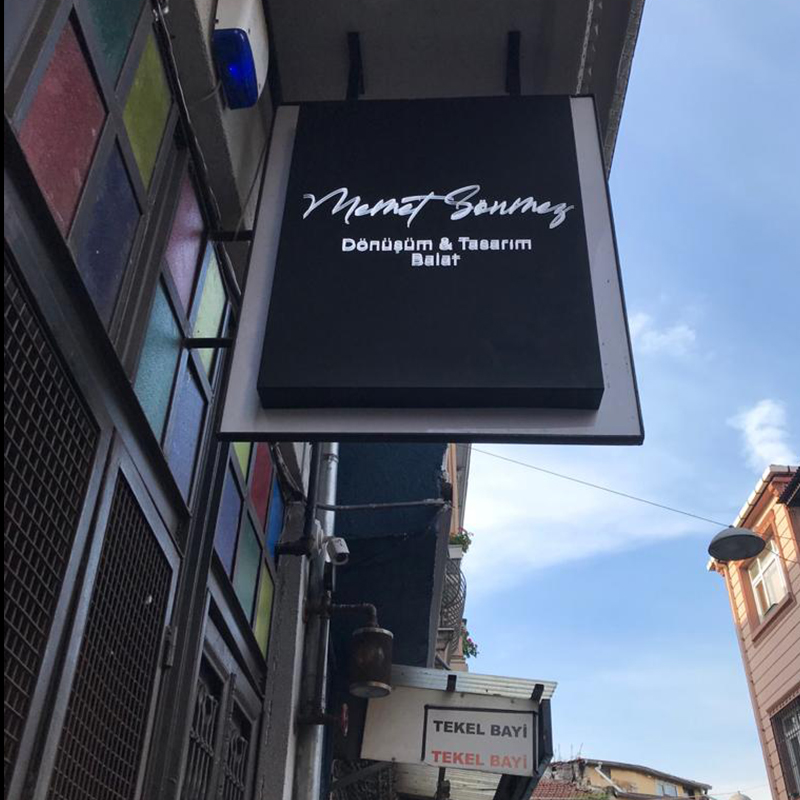 Memet Sönmez
Dönüşüm & Tasarım
Balat
TEKEL BAYİ
TEKEL BAYİ